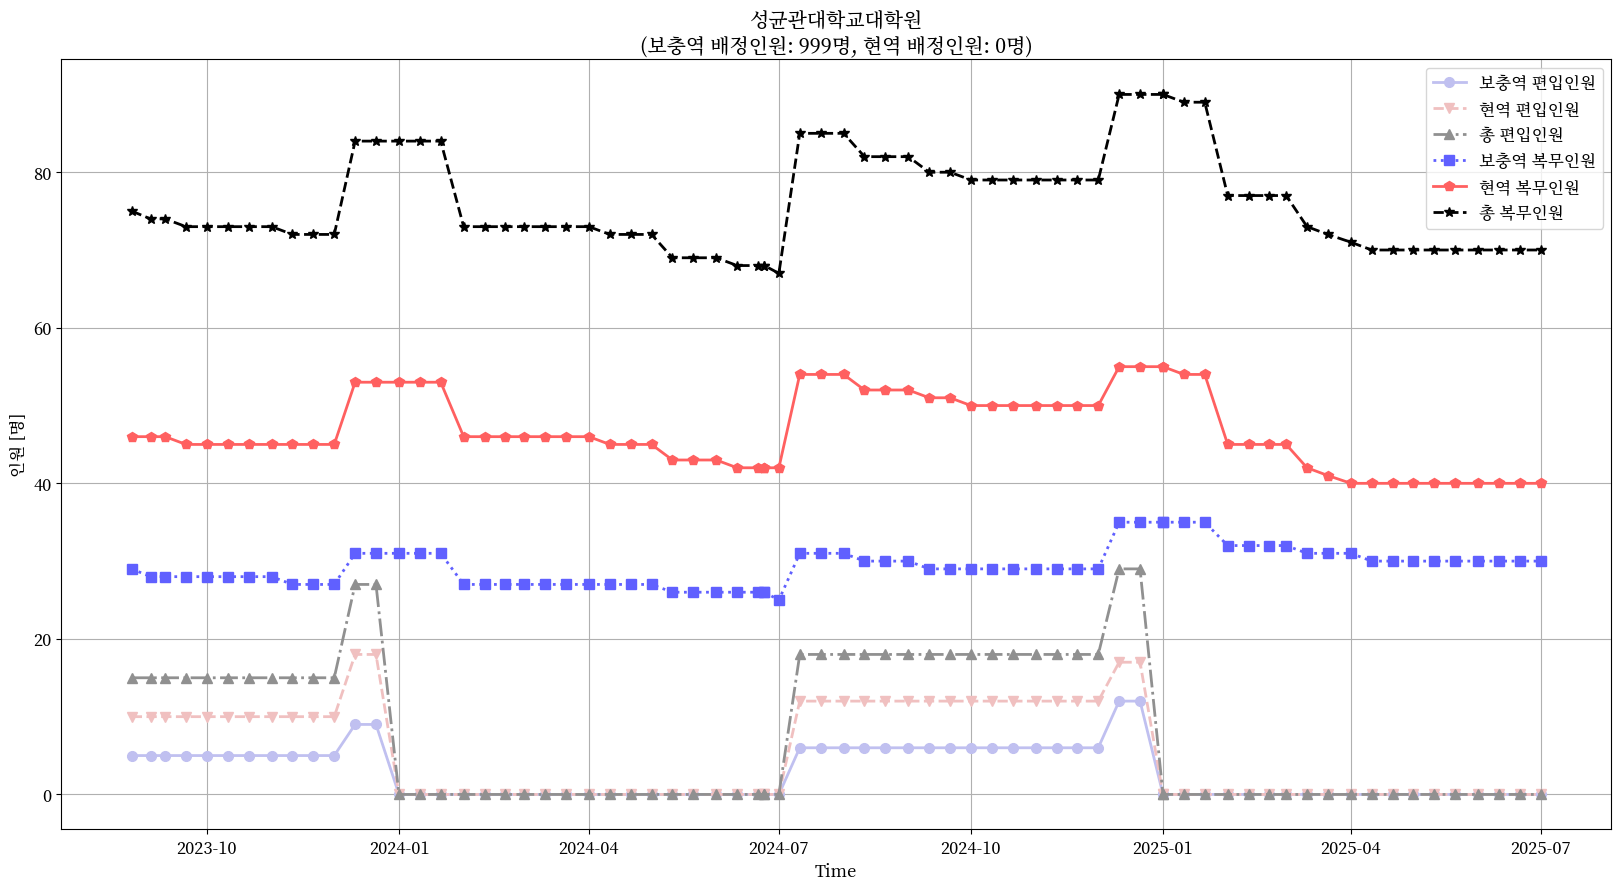 성균관대학교대학원
(보충역 배정인원: 999명, 현역 배정인원: 0명)
보충역 편입인원
현역 편입인원
총 편입인원
보충역 복무인원
현역 복무인원
총 복무인원
인원 [명]
80
60
40
20
0
2023-10
2024-01
2024-04
2024-07
2024-10
2025-01
2025-04
2025-07
Time